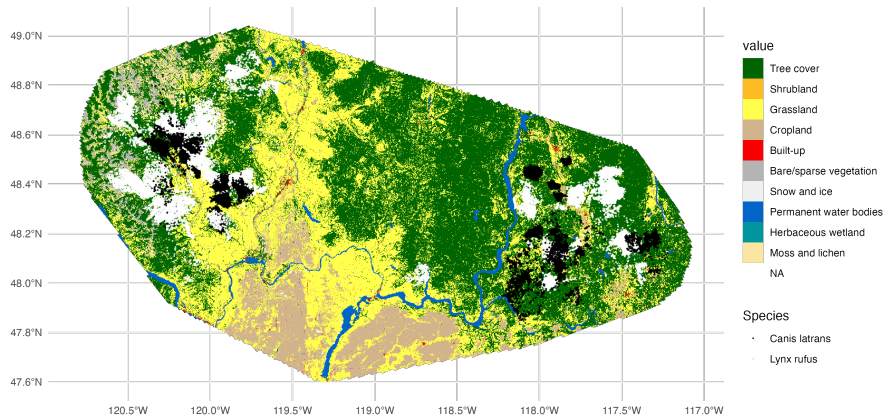 49.0°N
48.8°N
48.6°N
48.4°N
48.2°N
48.0°N
47.8°N
47.6°N
120.5°W 120.0°W 119.5°W 119.0°W 118.5°W 118.0°W 117.5°W 117.0°W
value
Tree cover
Shrubland
Grassland
Cropland
Built-up
Bare/sparse vegetation
Snow and ice
Permanent water bodies
Herbaceous wetland
Moss and lichen
NA
Species
Canis latrans
Lynx rufus